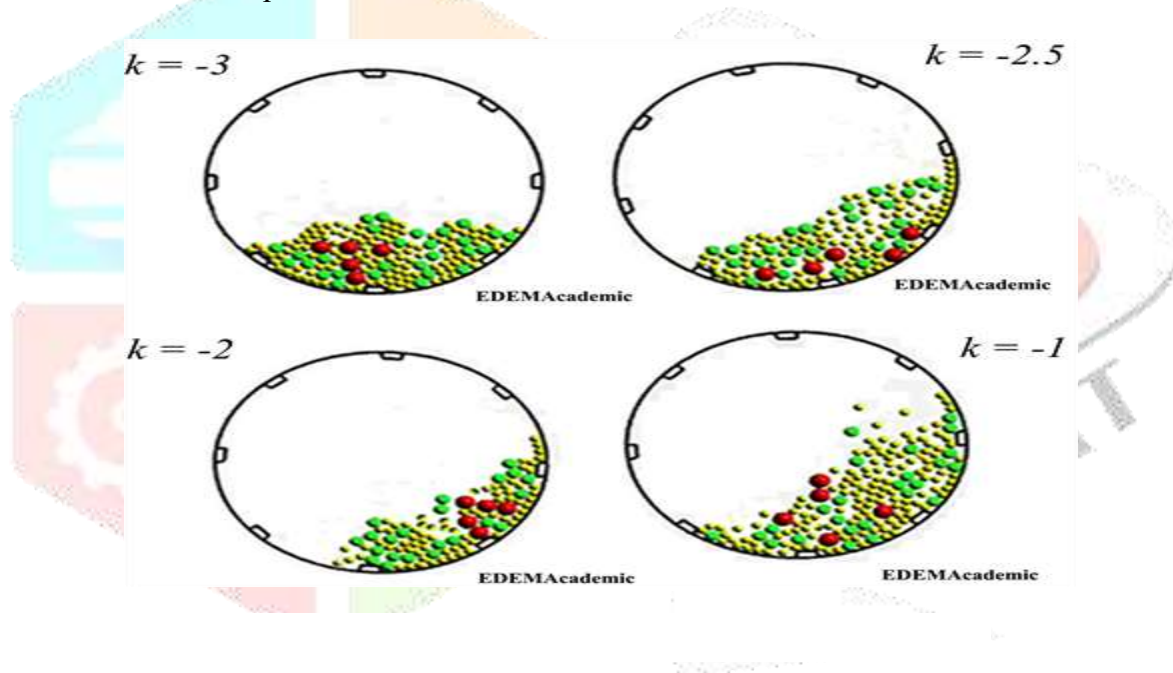 k = -3
k = -2.5
EDEMAcademic
EDEMAcademic
k = -2
k = -1
EDEMAcademic
EDEMAcademic